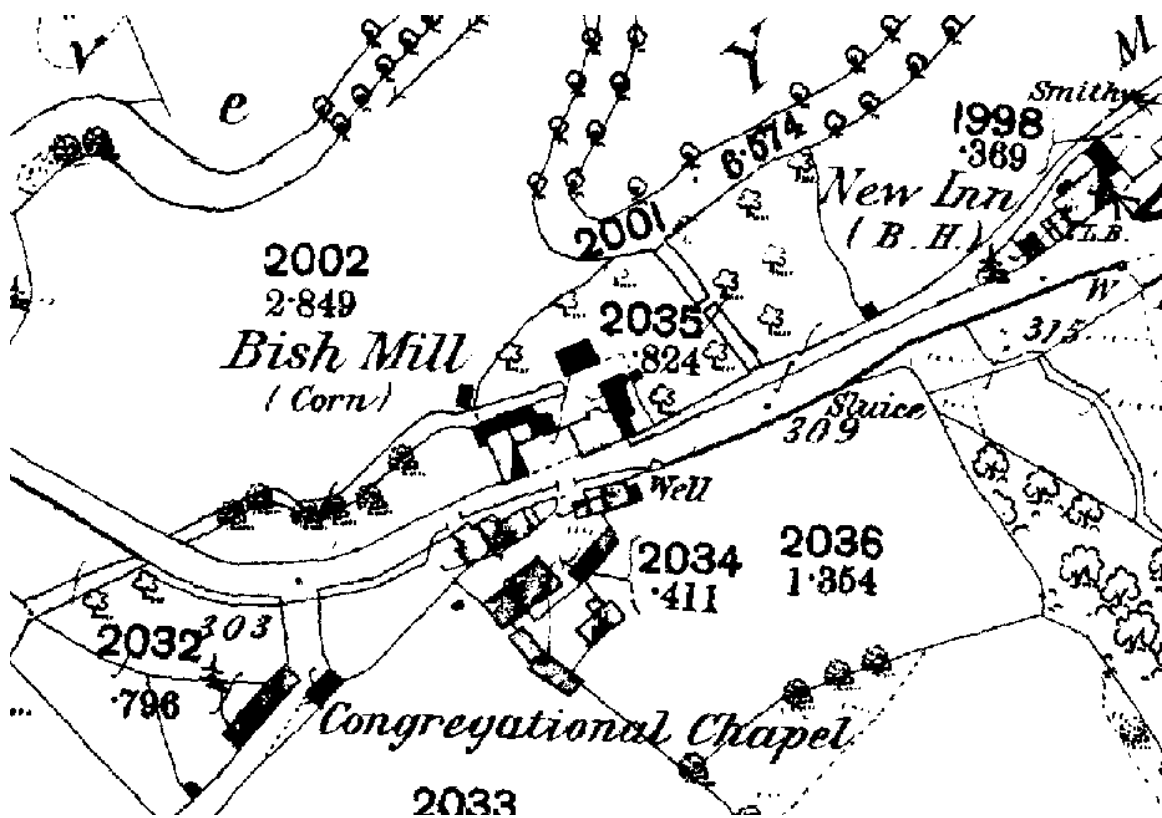 v
e
Y
M
Smithy
1998
·369
6·574
New Inn
( B.H.)
L.B.
2001
2002
2·849
W
315
2035
·824
Bish Mill
( Corn )
Sluice
309
Well
2034
·411
2036
1·354
303
2032
·796
Congregational Chapel
2033